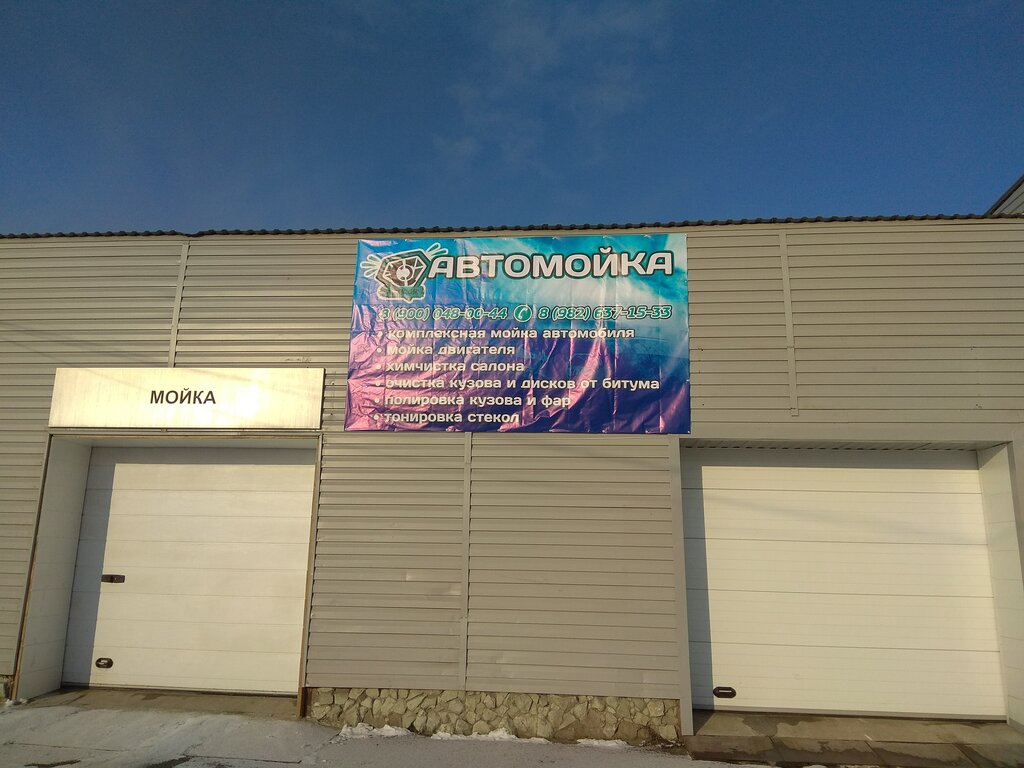 АВТОМОЙКА
8 (900) 048-00-44 8 (982) 637-15-33
• комплексная мойка автомобиля
• мойка двигателя
• химчистка салона
• очистка кузова и дисков от битума
• полировка кузова и фар
• тонировка стекол
МОЙКА